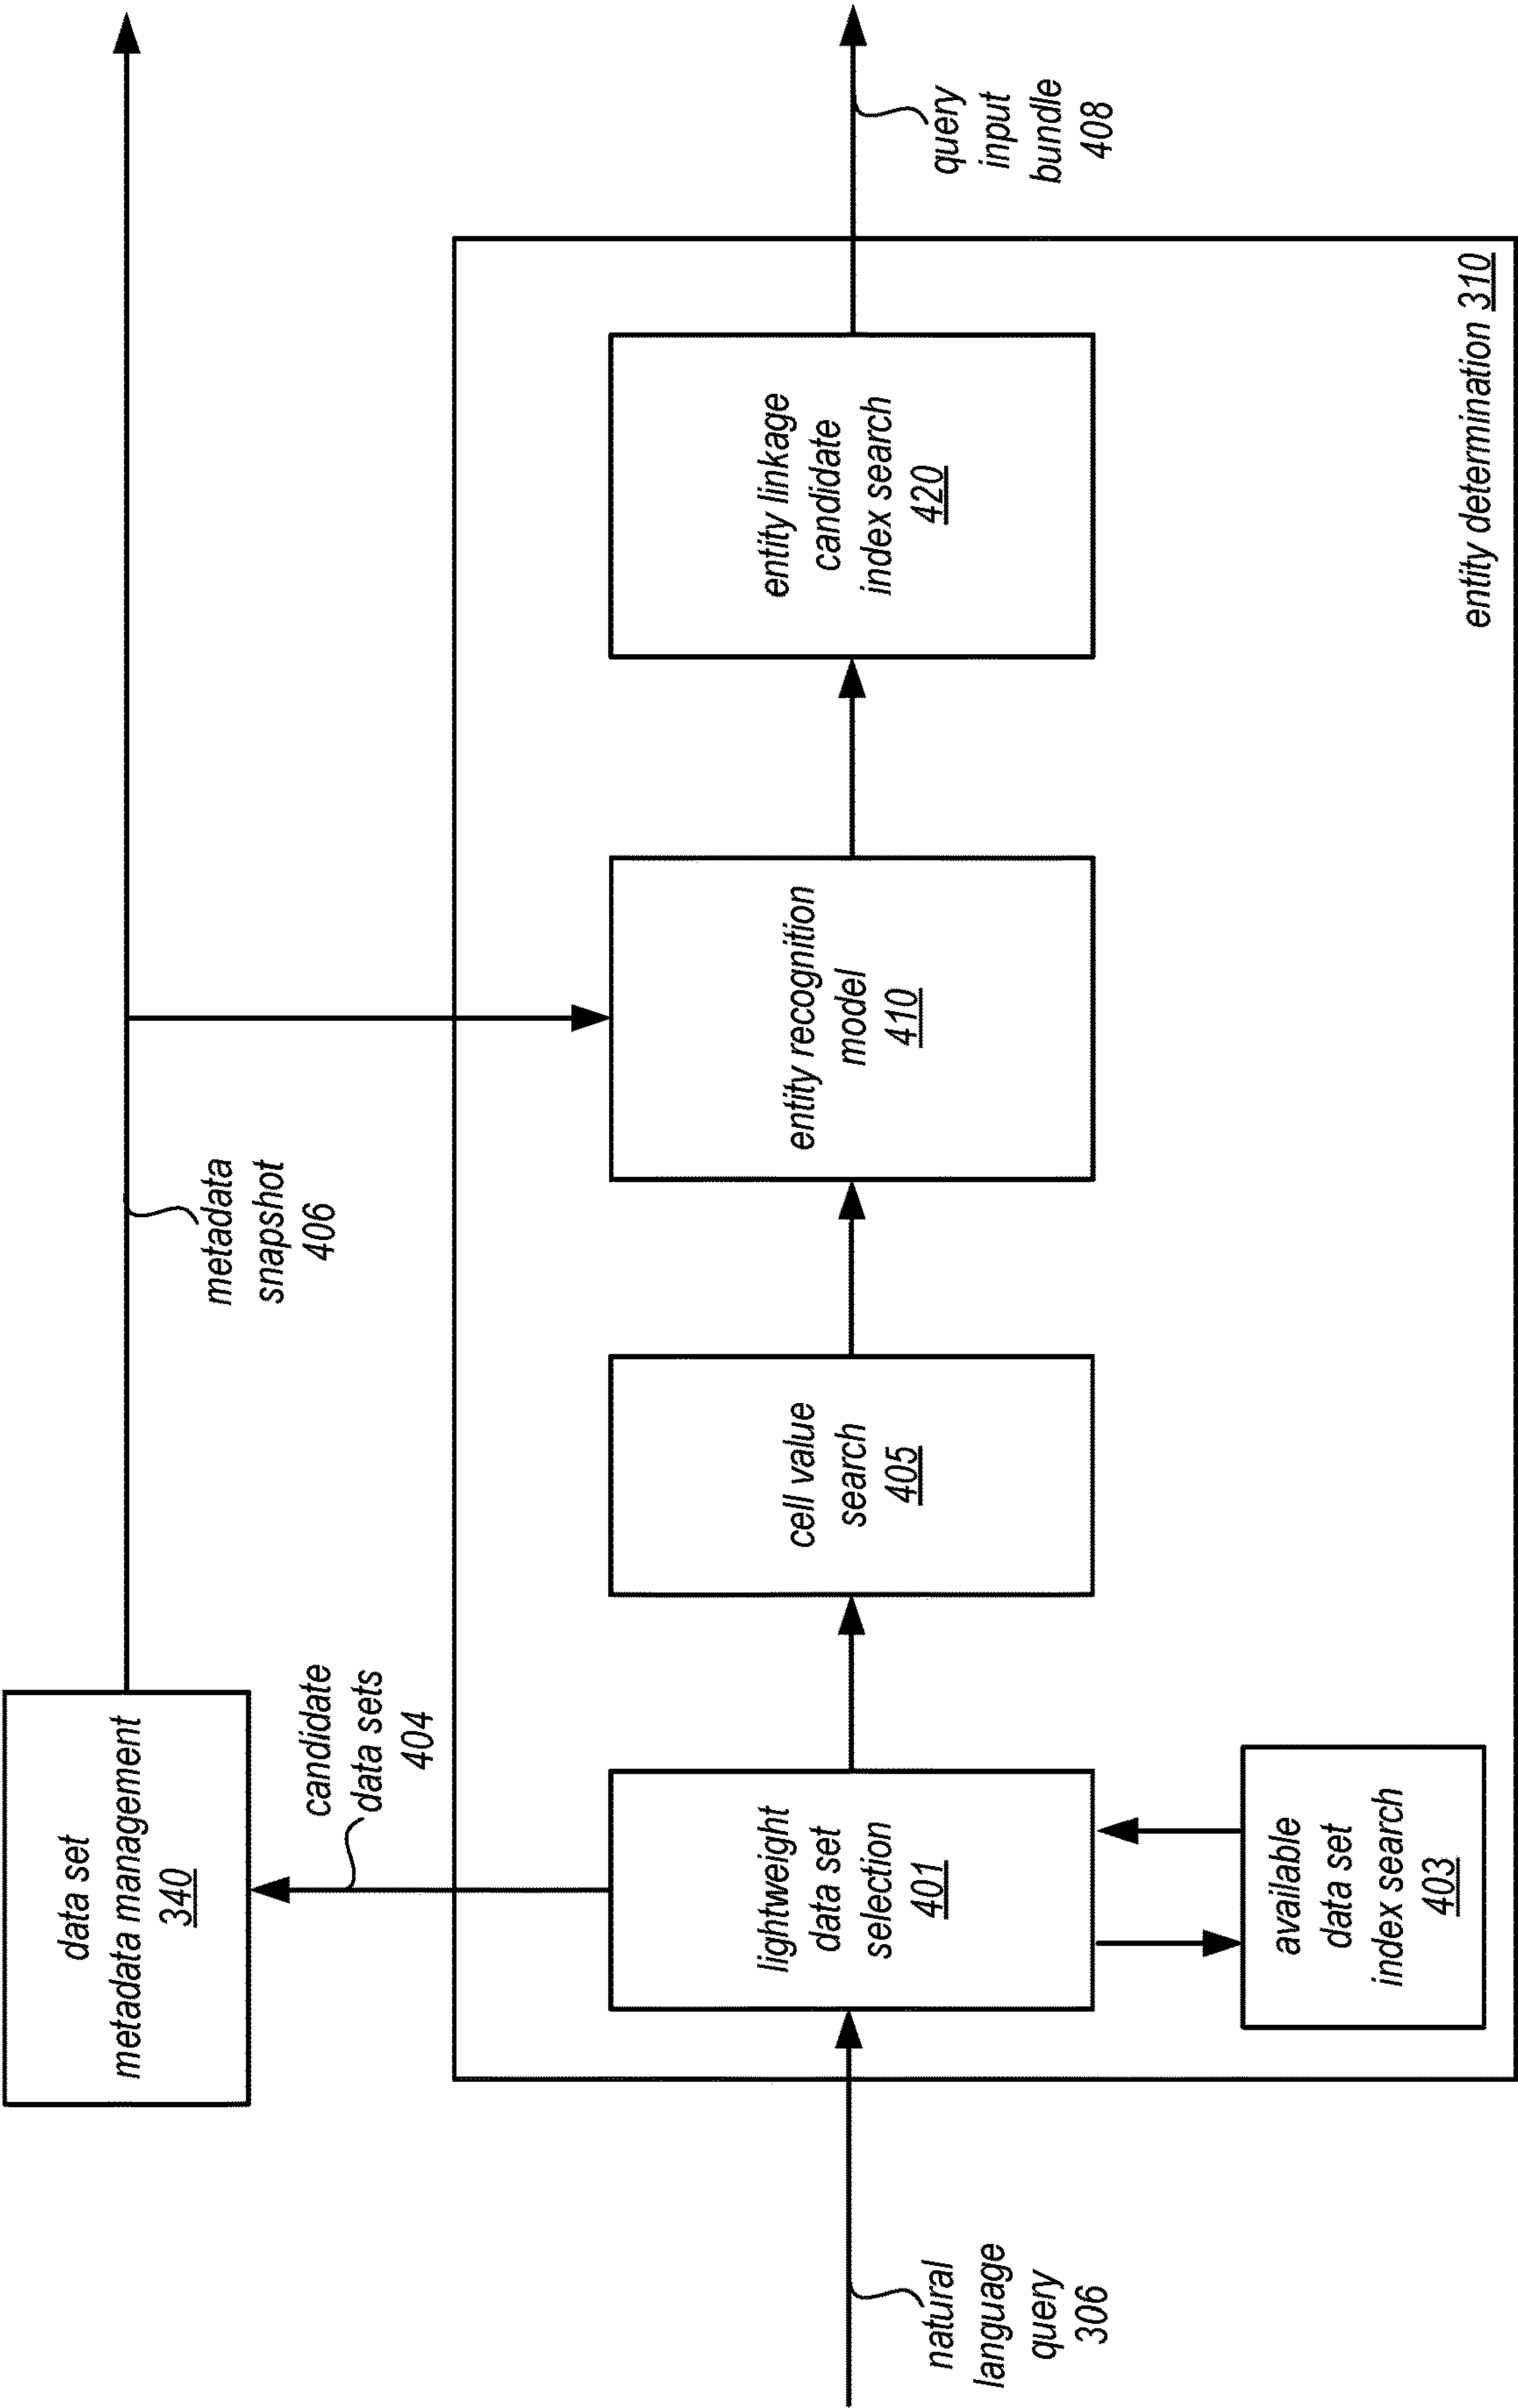 data set
metadata management
340
metadata
snapshot
406
candidate
data sets
404
lightweight
data set
selection
401
cell value
search
405
entity recognition
model
410
entity linkage
candidate
index search
420
query
input
bundle
408
natural
language
query
306
available
data set
index search
403
entity determination 310